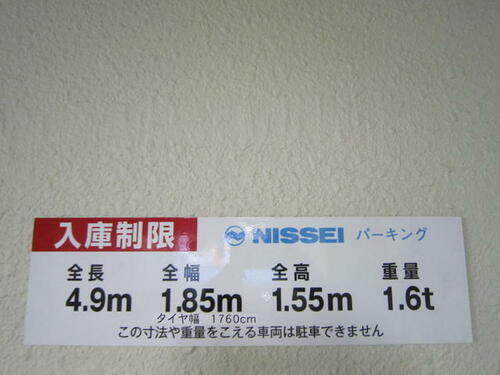 入庫制限 NISSEI パーキング
全長 全幅 全高 重量
4.9m 1.85m 1.55m 1.6t
タイヤ幅 1760cm
この寸法や重量をこえる車両は駐車できません